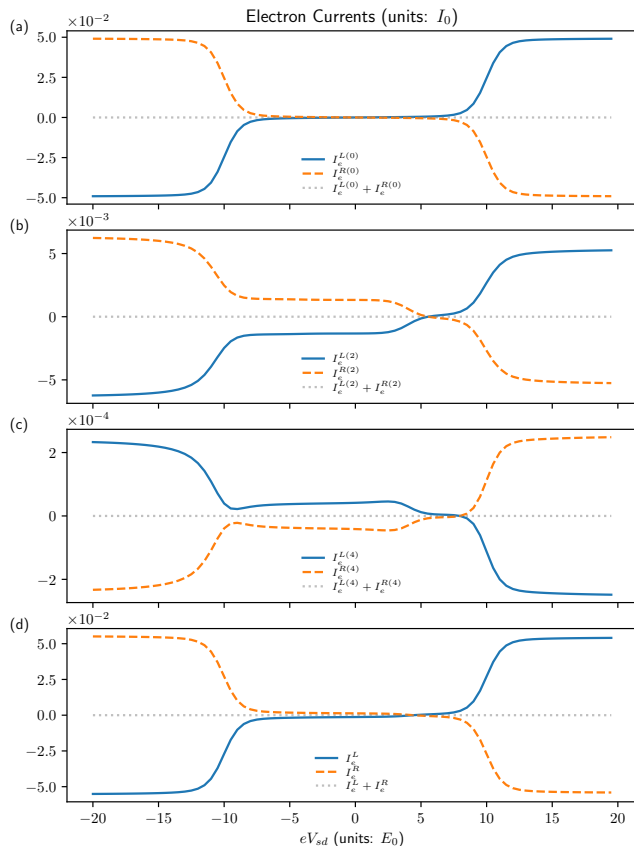 Electron Currents (units: I_0)
(a)
×10^−2
5.0
2.5
0.0
−2.5
−5.0
I_e^{L(0)}
I_e^{R(0)}
I_e^{L(0)} + I_e^{R(0)}
(b)
×10^−3
5
0
−5
I_e^{L(2)}
I_e^{R(2)}
I_e^{L(2)} + I_e^{R(2)}
(c)
×10^−4
2
0
−2
I_e^{L(4)}
I_e^{R(4)}
I_e^{L(4)} + I_e^{R(4)}
(d)
×10^−2
5.0
2.5
0.0
−2.5
−5.0
I_e^L
I_e^R
I_e^L + I_e^R
−20 −15 −10 −5 0 5 10 15 20
eV_{sd} (units: E_0)